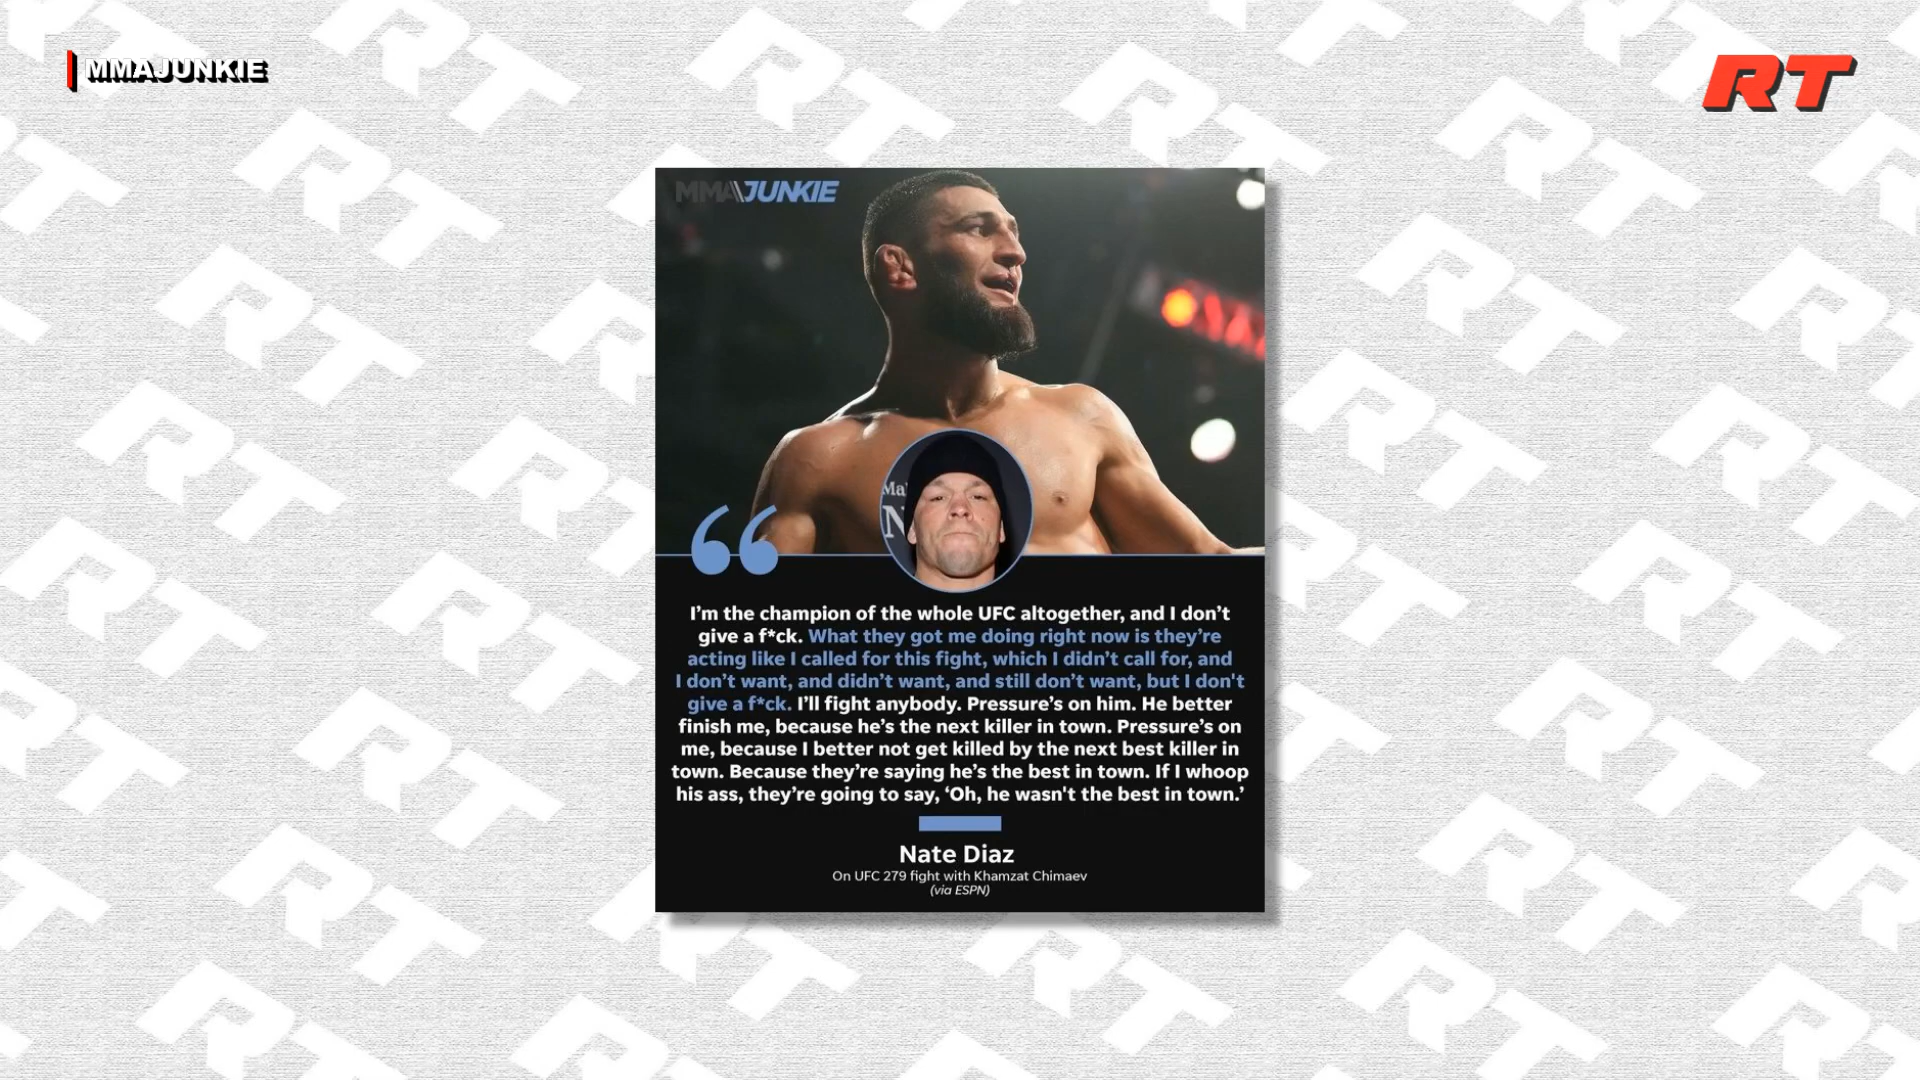 MMAJUNKIE
RT
MMAJUNKIE
I’m the champion of the whole UFC altogether, and I don’t
give a f*ck. What they got me doing right now is they’re
acting like I called for this fight, which I didn’t call for, and
I don’t want, and didn’t want, and still don’t want, but I don't
give a f*ck. I’ll fight anybody. Pressure’s on him. He better
finish me, because he’s the next killer in town. Pressure’s on
me, because I better not get killed by the next best killer in
town. Because they’re saying he’s the best in town. If I whoop
his ass, they’re going to say, ‘Oh, he wasn't the best in town.’
Nate Diaz
On UFC 279 fight with Khamzat Chimaev
(via ESPN)